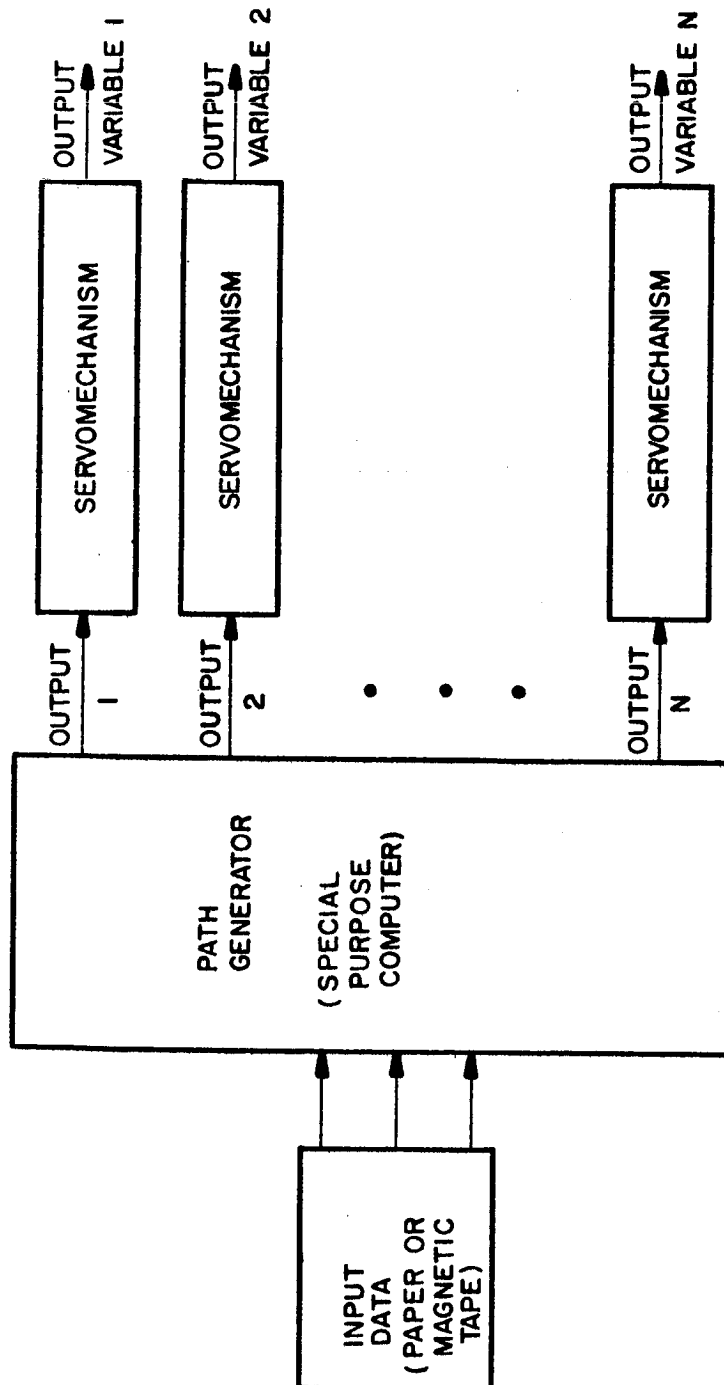 INPUT
DATA
(PAPER OR
MAGNETIC
TAPE)
PATH
GENERATOR
(SPECIAL
PURPOSE
COMPUTER)
OUTPUT
1
OUTPUT
2
OUTPUT
N
SERVOMECHANISM
SERVOMECHANISM
SERVOMECHANISM
OUTPUT
VARIABLE 1
OUTPUT
VARIABLE 2
OUTPUT
VARIABLE N